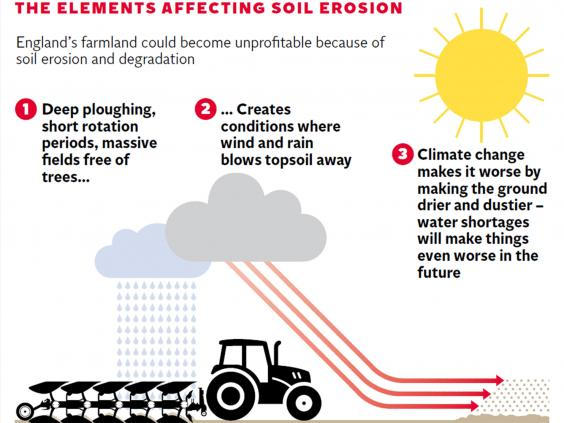 THE ELEMENTS AFFECTING SOIL EROSION
England's farmland could become unprofitable because of
soil erosion and degradation
1 Deep ploughing,
short rotation
periods, massive
fields free of
trees...
2 ... Creates
conditions where
wind and rain
blows topsoil away
3 Climate change
makes it worse by
making the ground
drier and dustier –
water shortages
will make things
even worse in the
future